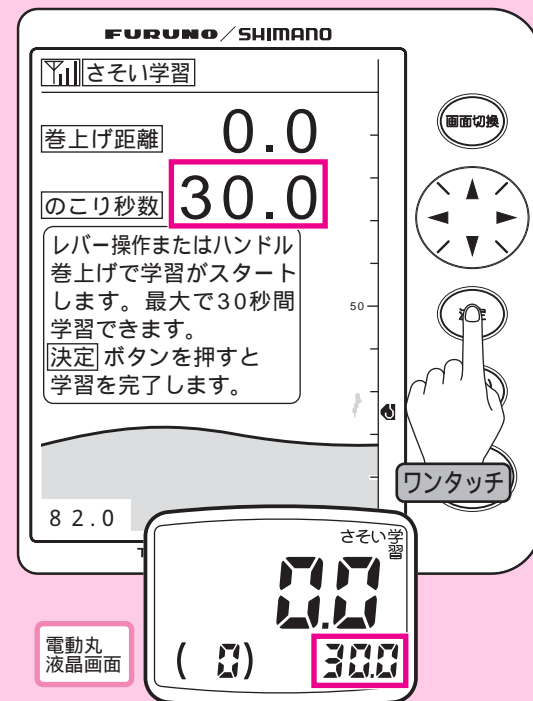 FURUNO/SHIMANO
さそい学習
巻上げ距離 0.0
のこり秒数 30.0
レバー操作またはハンドル
巻上げで学習がスタート
します。最大で30秒間
学習できます。
決定 ボタンを押すと
学習を完了します。
50
82.0
画面切換
ワンタッチ
さそい学
習
0.0
(0) 30.0
電動丸
液晶画面